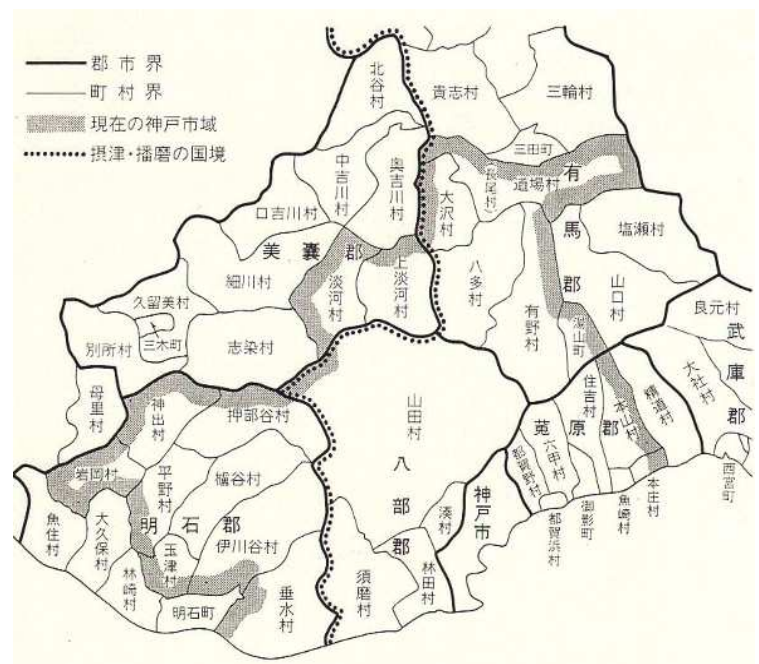 郡市界
町村界
現在の神戸市域
摂津・播磨の国境
北谷村
貴志村
三輪村
三田町
中吉川村
奥吉川村
大沢村
(長尾村)
道場村
有馬郡
口吉川村
美嚢郡
上淡河村
淡河村
細川村
八多村
塩瀬村
山口村
有野村
湯山町
久留美村
三木町
別所村
志染村
良元村
武庫郡
大社村
西宮町
母里村
神出村
押部谷村
山田村
八部郡
住吉村
本山村
精道村
菟原郡
六甲村
都賀野村
岩岡村
平野村
櫨谷村
明石郡
伊川谷村
玉津村
神戸市
湊村
都賀浜村
御影町
魚崎村
本庄村
魚住村
大久保村
林崎村
明石町
垂水村
須磨村
林田村